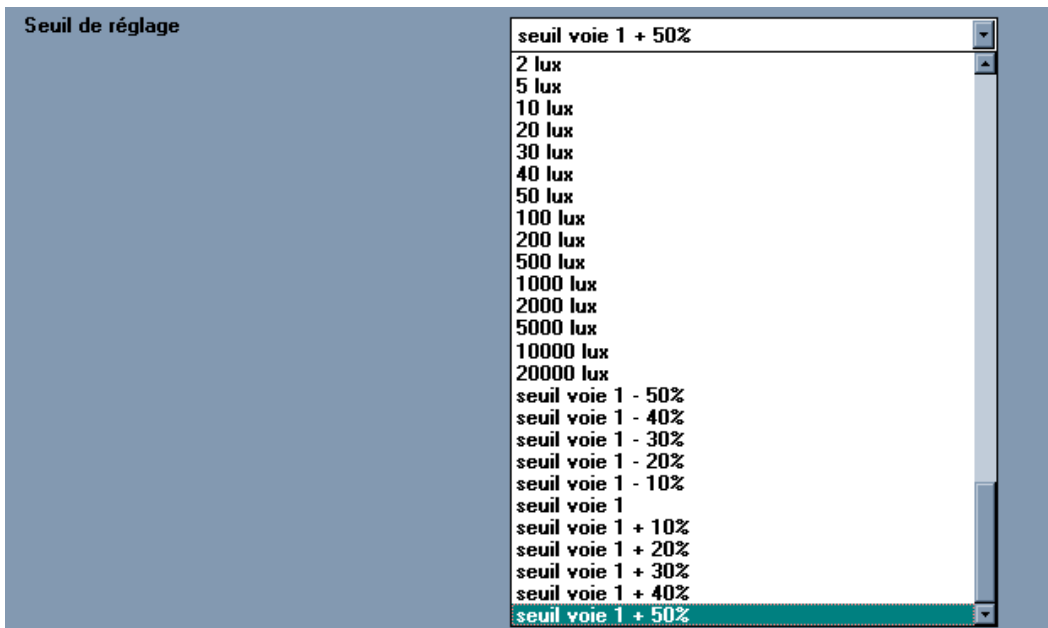 Seuil de réglage
seuil voie 1 + 50%
2 lux
5 lux
10 lux
20 lux
30 lux
40 lux
50 lux
100 lux
200 lux
500 lux
1000 lux
2000 lux
5000 lux
10000 lux
20000 lux
seuil voie 1 - 50%
seuil voie 1 - 40%
seuil voie 1 - 30%
seuil voie 1 - 20%
seuil voie 1 - 10%
seuil voie 1
seuil voie 1 + 10%
seuil voie 1 + 20%
seuil voie 1 + 30%
seuil voie 1 + 40%
seuil voie 1 + 50%